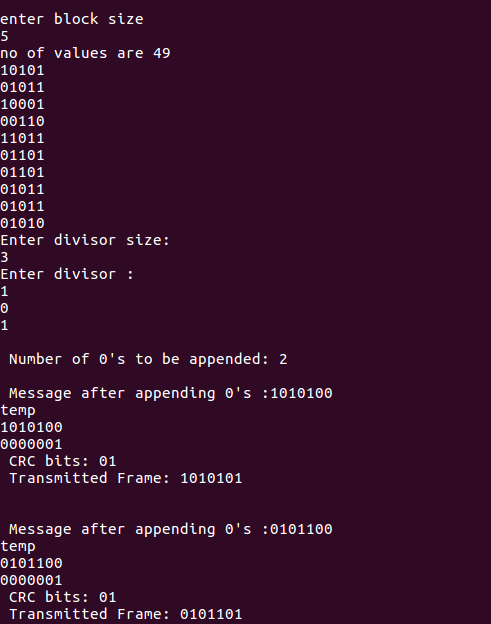 enter block size
5
no of values are 49
10101
01011
10001
00110
11011
01101
01101
01011
01011
01010
Enter divisor size:
3
Enter divisor :
1
0
1
Number of 0's to be appended: 2
Message after appending 0's :1010100
temp
1010100
0000001
CRC bits: 01
Transmitted Frame: 1010101
Message after appending 0's :0101100
temp
0101100
0000001
CRC bits: 01
Transmitted Frame: 0101101